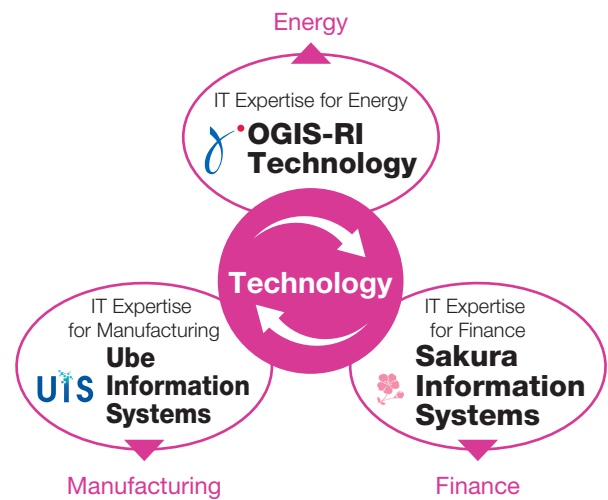 Energy
IT Expertise for Energy
OGIS-RI
Technology
Technology
IT Expertise
for Manufacturing
UIS
Ube
Information
Systems
IT Expertise
for Finance
Sakura
Information
Systems
Manufacturing
Finance